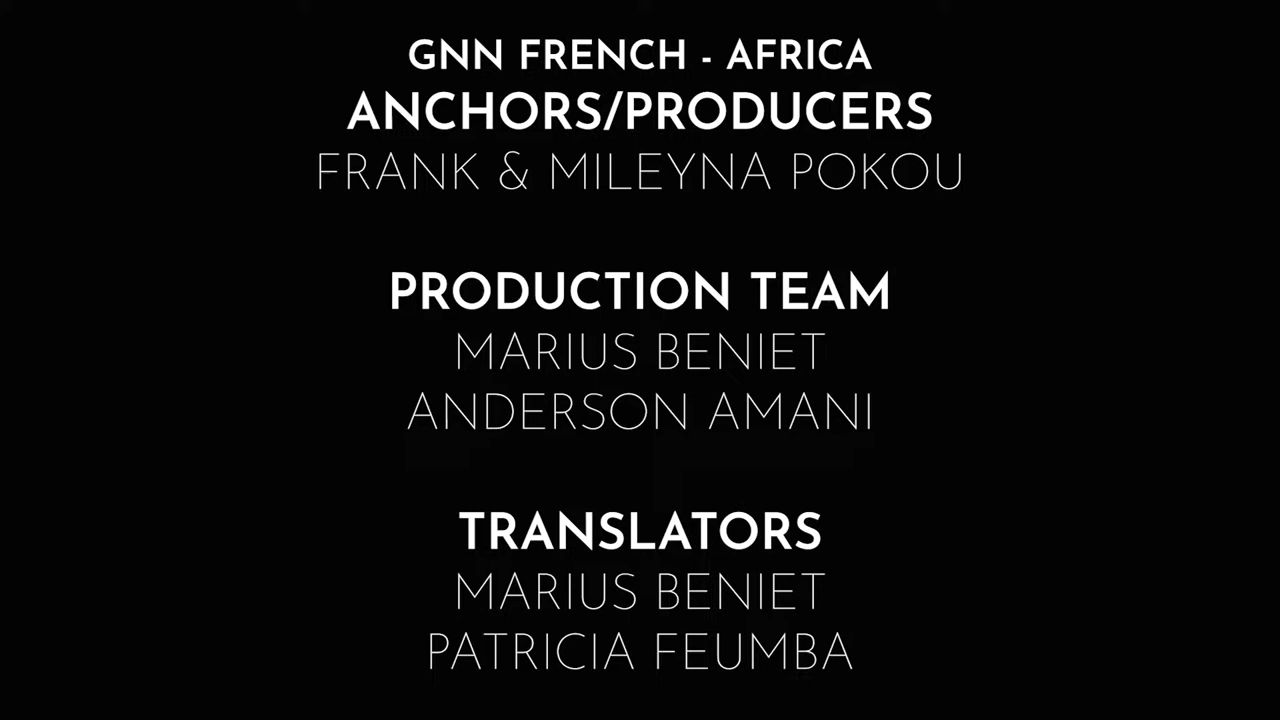 GNN FRENCH - AFRICA
ANCHORS/PRODUCERS
FRANK & MILEYNA POKOU
PRODUCTION TEAM
MARIUS BENIET
ANDERSON AMANI
TRANSLATORS
MARIUS BENIET
PATRICIA FEUMBA